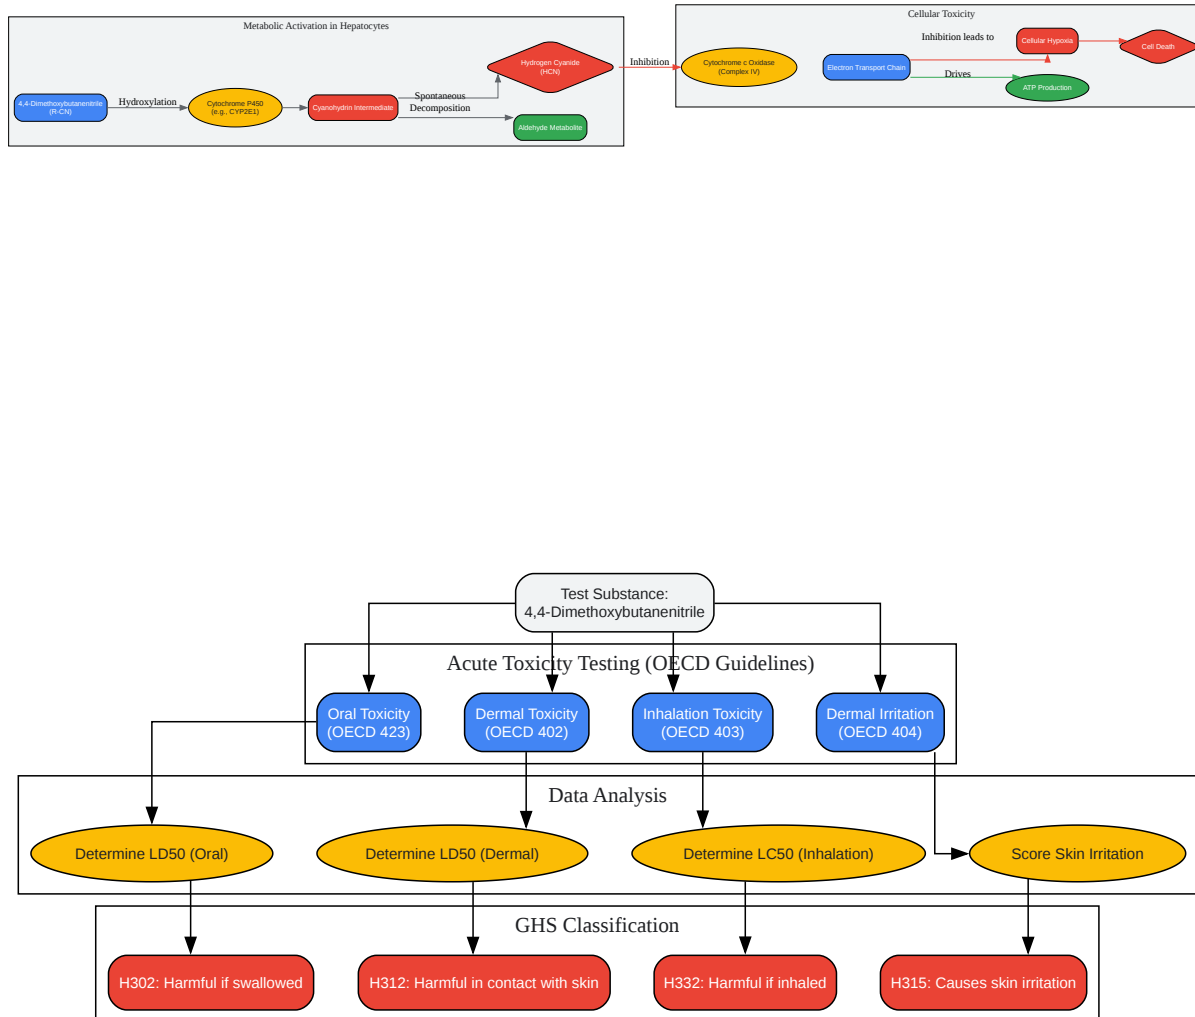 Metabolic Activation in Hepatocytes
4,4-Dimethoxybutanenitrile
(R-CN)
Hydroxylation
Cytochrome P450
(e.g., CYP2E1)
Cyanohydrin Intermediate
Spontaneous
Decomposition
Hydrogen Cyanide
(HCN)
Aldehyde Metabolite
Inhibition
Cellular Toxicity
Cytochrome c Oxidase
(Complex IV)
Electron Transport Chain
Inhibition leads to
Cellular Hypoxia
Cell Death
Drives
ATP Production
Test Substance:
4,4-Dimethoxybutanenitrile
Acute Toxicity Testing (OECD Guidelines)
Oral Toxicity
(OECD 423)
Dermal Toxicity
(OECD 402)
Inhalation Toxicity
(OECD 403)
Dermal Irritation
(OECD 404)
Data Analysis
Determine LD50 (Oral)
Determine LD50 (Dermal)
Determine LC50 (Inhalation)
Score Skin Irritation
GHS Classification
H302: Harmful if swallowed
H312: Harmful in contact with skin
H332: Harmful if inhaled
H315: Causes skin irritation